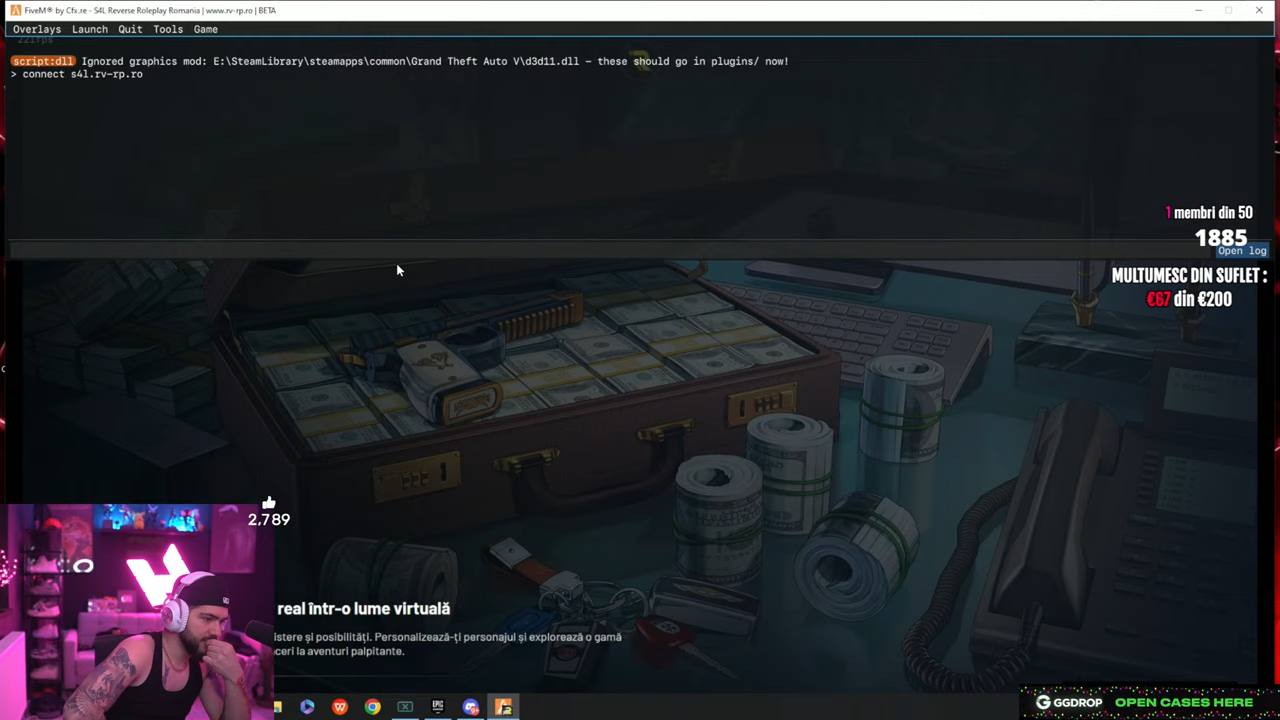 FiveM® by Cfx.re - S4L Reverse Roleplay Romania | www.rv-rp.ro | BETA
Overlays Launch Quit Tools Game
221fps
script:dll Ignored graphics mod: E:\SteamLibrary\steamapps\common\Grand Theft Auto V\d3d11.dll - these should go in plugins/ now!
> connect s4l.rv-rp.ro
1 membri din 50
1885
Open log
MULTUMESC DIN SUFLET :
€67 din €200
2,789
real într-o lume virtuală
istere și posibilități. Personalizează-ți personajul și explorează o gamă
nceri la aventuri palpitante.
EPIC
GGDROP OPEN CASES HERE